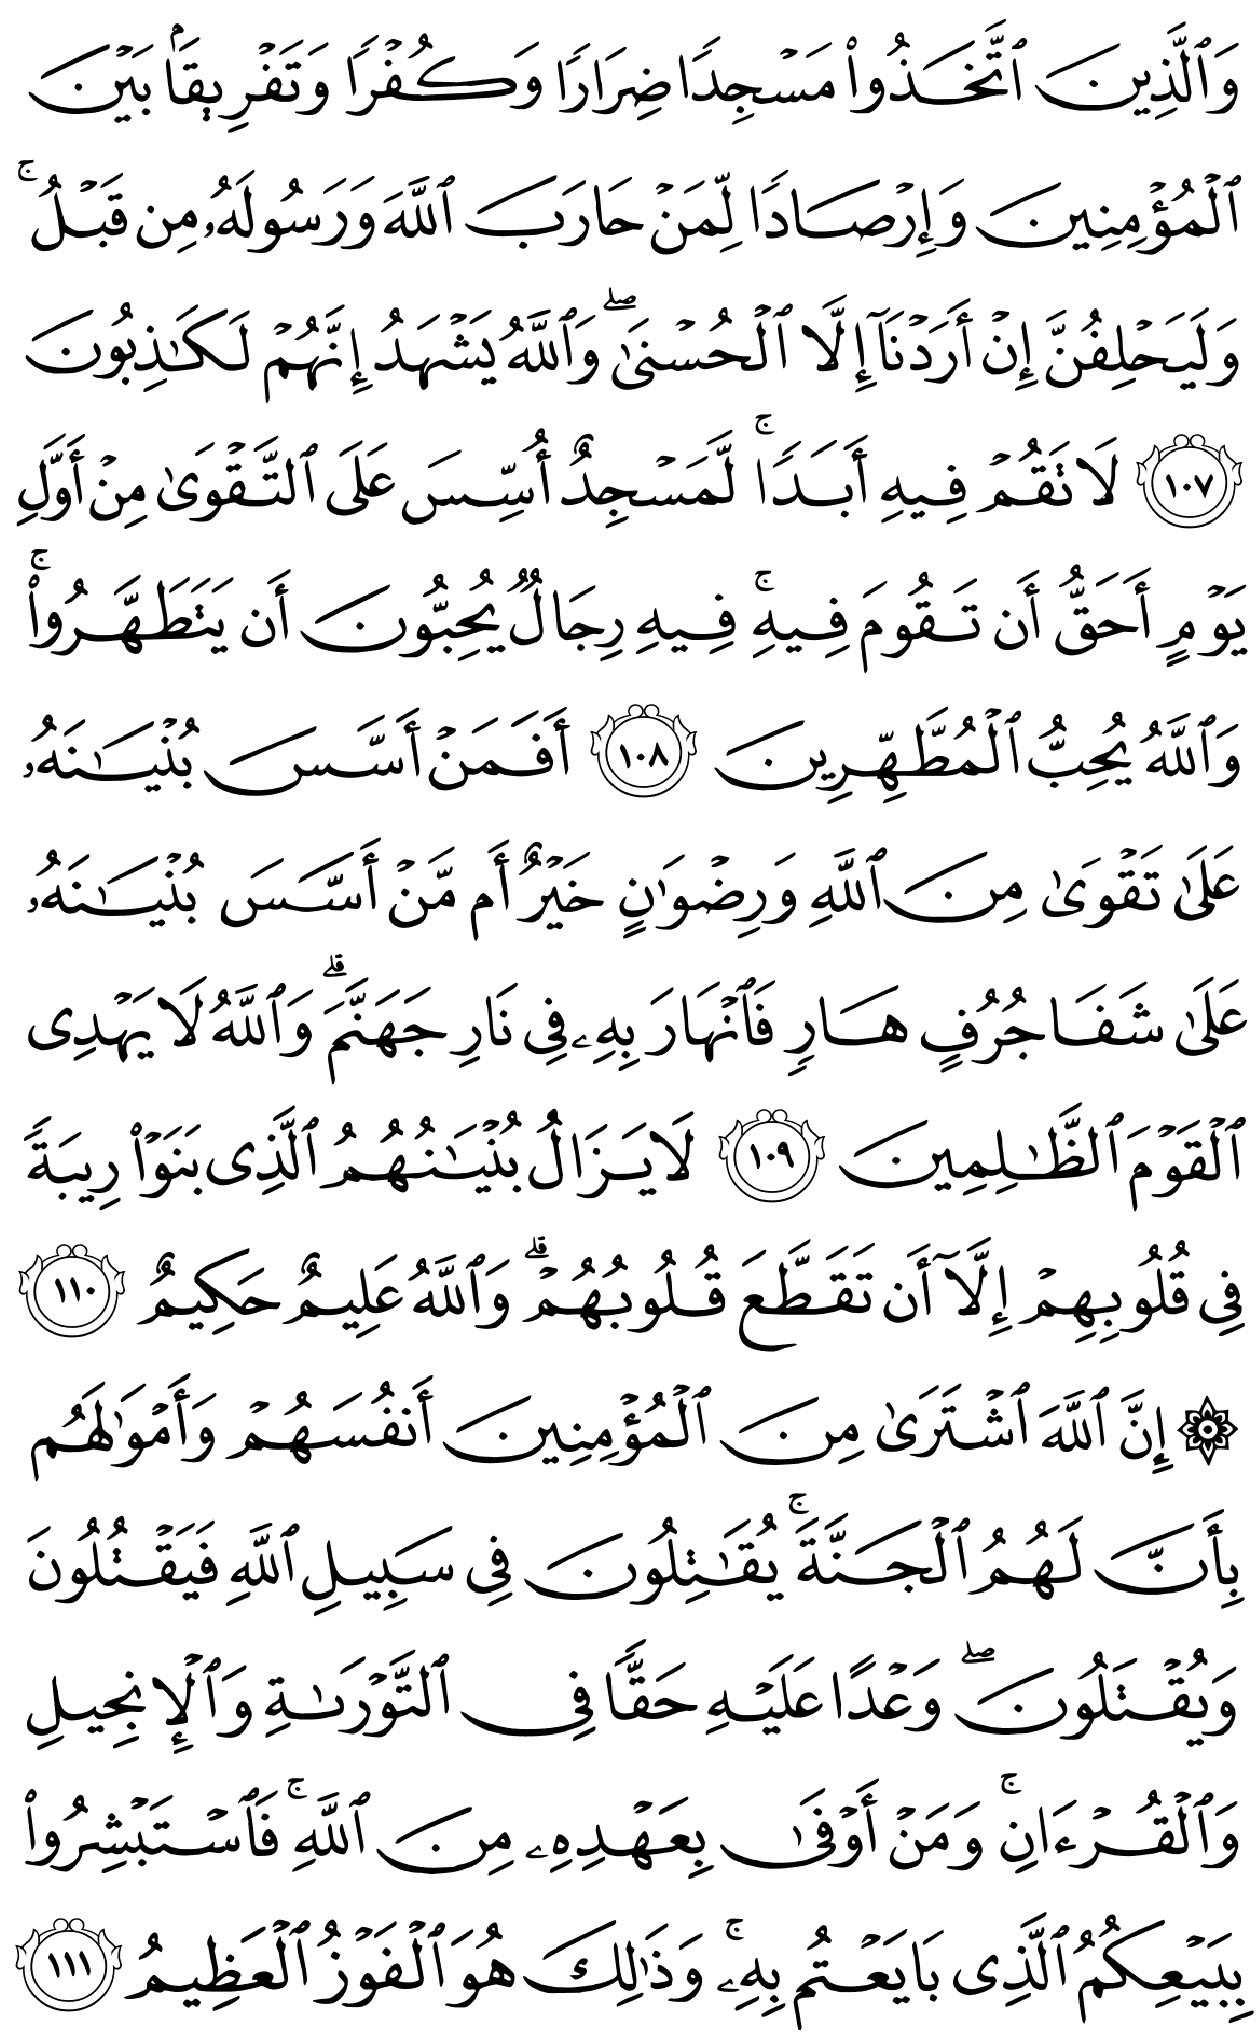 وَٱلَّذِينَ ٱتَّخَذُوا۟ مَسْجِدًا ضِرَارًا وَكُفْرًا وَتَفْرِيقًۢا بَيْنَ
ٱلْمُؤْمِنِينَ وَإِرْصَادًا لِّمَنْ حَارَبَ ٱللَّهَ وَرَسُولَهُۥ مِن قَبْلُ ۚ
وَلَيَحْلِفُنَّ إِنْ أَرَدْنَآ إِلَّا ٱلْحُسْنَىٰ ۖ وَٱللَّهُ يَشْهَدُ إِنَّهُمْ لَكَـٰذِبُونَ
١٠٧ لَا تَقُمْ فِيهِ أَبَدًا ۚ لَّمَسْجِدٌ أُسِّسَ عَلَى ٱلتَّقْوَىٰ مِنْ أَوَّلِ
يَوْمٍ أَحَقُّ أَن تَقُومَ فِيهِ ۚ فِيهِ رِجَالٌ يُحِبُّونَ أَن يَتَطَهَّرُوا۟ ۚ
وَٱللَّهُ يُحِبُّ ٱلْمُطَّهِّرِينَ ١٠٨ أَفَمَنْ أَسَّسَ بُنْيَـٰنَهُۥ
عَلَىٰ تَقْوَىٰ مِنَ ٱللَّهِ وَرِضْوَٰنٍ خَيْرٌ أَم مَّنْ أَسَّسَ بُنْيَـٰنَهُۥ
عَلَىٰ شَفَا جُرُفٍ هَارٍ فَٱنْهَارَ بِهِۦ فِى نَارِ جَهَنَّمَ ۗ وَٱللَّهُ لَا يَهْدِى
ٱلْقَوْمَ ٱلظَّـٰلِمِينَ ١٠٩ لَا يَزَالُ بُنْيَـٰنُهُمُ ٱلَّذِى بَنَوْا۟ رِيبَةً
فِى قُلُوبِهِمْ إِلَّآ أَن تَقَطَّعَ قُلُوبُهُمْ ۗ وَٱللَّهُ عَلِيمٌ حَكِيمٌ ١١٠
۞ إِنَّ ٱللَّهَ ٱشْتَرَىٰ مِنَ ٱلْمُؤْمِنِينَ أَنفُسَهُمْ وَأَمْوَٰلَهُم
بِأَنَّ لَهُمُ ٱلْجَنَّةَ ۚ يُقَـٰتِلُونَ فِى سَبِيلِ ٱللَّهِ فَيَقْتُلُونَ
وَيُقْتَلُونَ ۖ وَعْدًا عَلَيْهِ حَقًّا فِى ٱلتَّوْرَىٰةِ وَٱلْإِنجِيلِ
وَٱلْقُرْءَانِ ۚ وَمَنْ أَوْفَىٰ بِعَهْدِهِۦ مِنَ ٱللَّهِ ۚ فَٱسْتَبْشِرُوا۟
بِبَيْعِكُمُ ٱلَّذِى بَايَعْتُم بِهِۦ ۚ وَذَٰلِكَ هُوَ ٱلْفَوْزُ ٱلْعَظِيمُ ١١١